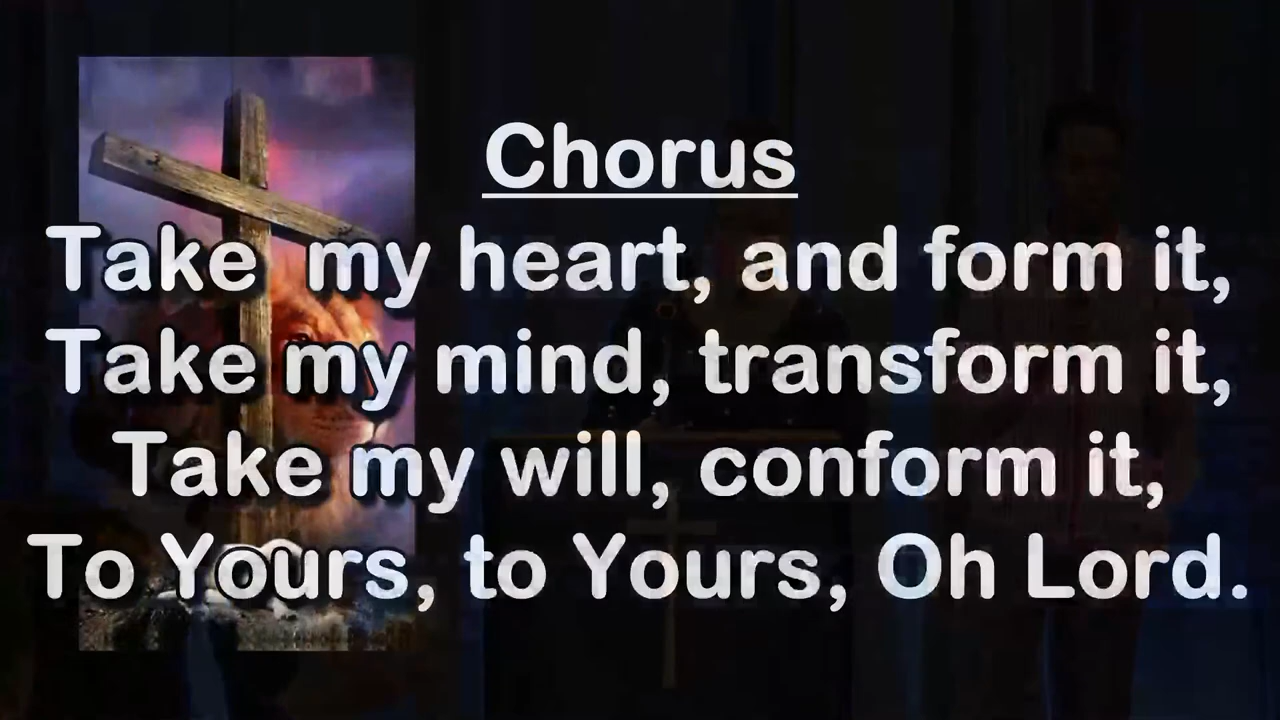 Chorus
Take my heart, and form it,
Take my mind, transform it,
Take my will, conform it,
To Yours, to Yours, Oh Lord.